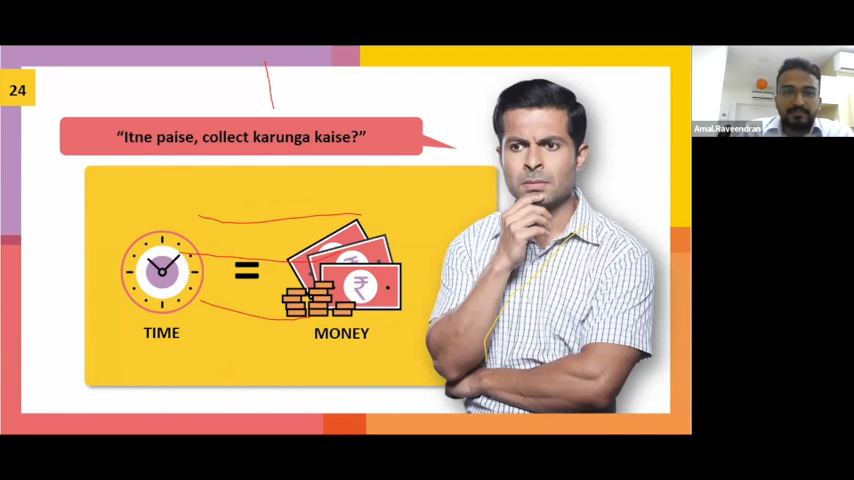 24
“Itne paise, collect karunga kaise?”
TIME
=
MONEY
₹
₹
Amal.Raveendran